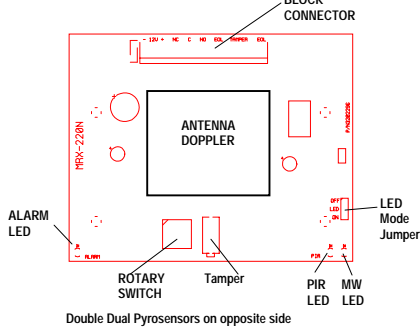 BLOCK
CONNECTOR
- 12V + NC C NO EOL TAMPER EOL
MAX-220N
ANTENNA
DOPPLER
OFF
LED
ON
LED
Mode
Jumper
ALARM
LED
ALARM
ROTARY
SWITCH
Tamper
PIR
PIR
LED
MW
LED
Double Dual Pyrosensors on opposite side